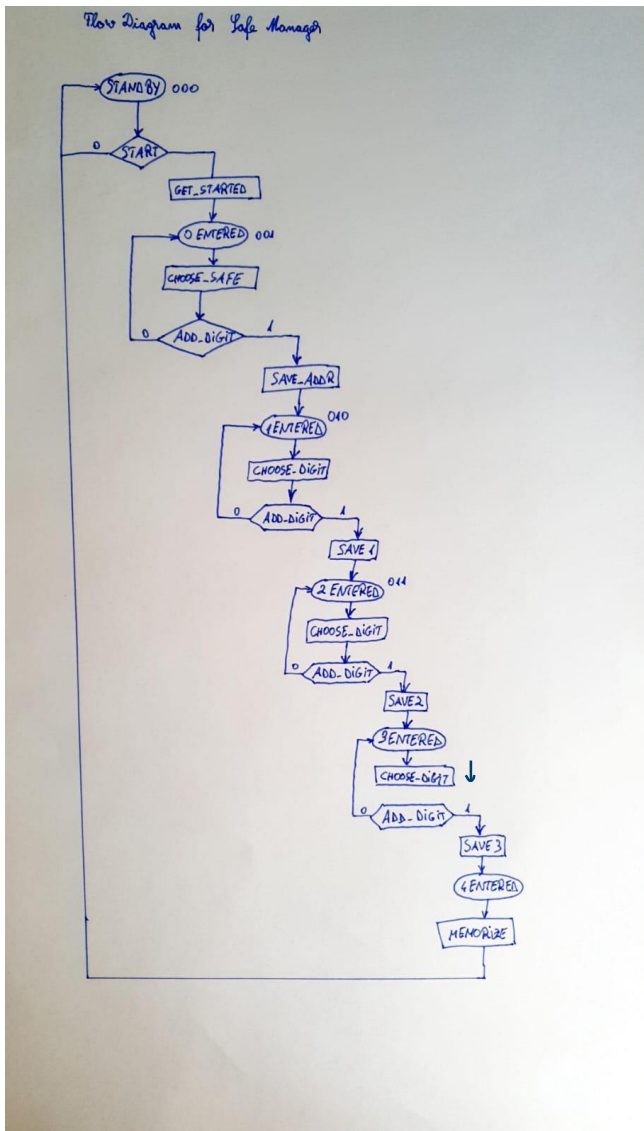 Flow Diagram for Safe Manager
STANDBY 000
0 START
GET_STARTED
0 ENTERED 001
CHOOSE_SAFE
0 ADD_DIGIT 1
SAVE_ADDR
1 ENTERED 010
CHOOSE_DIGIT
0 ADD_DIGIT 1
SAVE 1
2 ENTERED 011
CHOOSE_DIGIT
0 ADD_DIGIT 1
SAVE 2
3 ENTERED
CHOOSE_DIGIT
0 ADD_DIGIT 1
SAVE 3
4 ENTERED
MEMORIZE